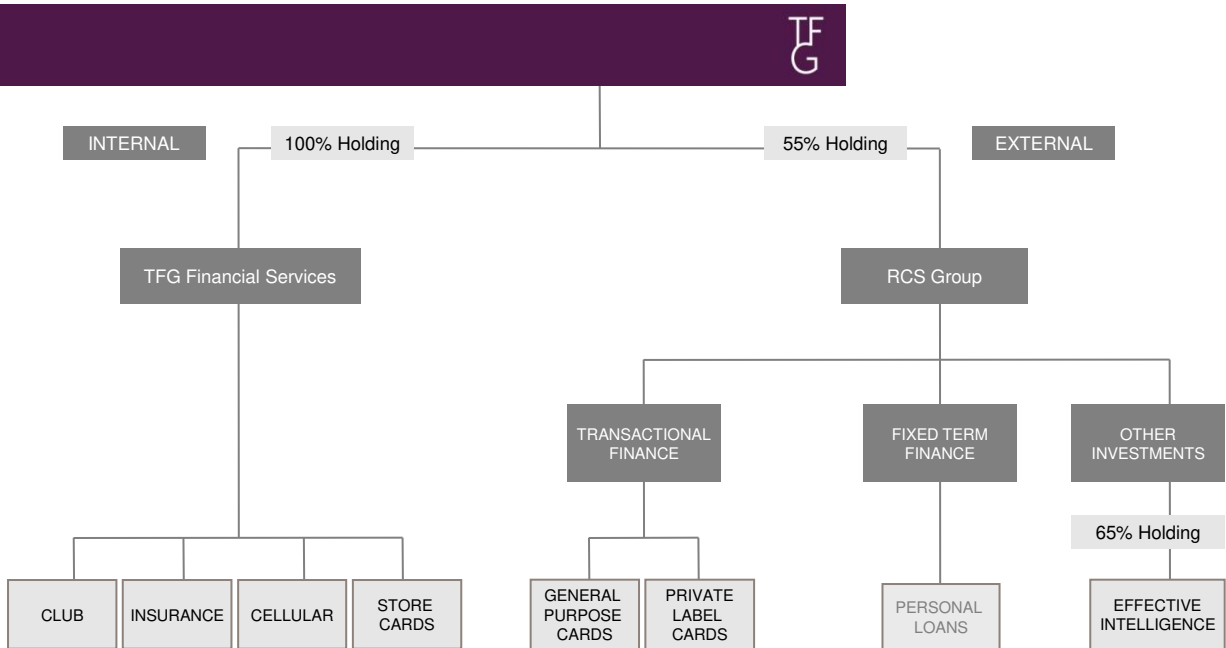 TF
G
INTERNAL
100% Holding
55% Holding
EXTERNAL
TFG Financial Services
RCS Group
TRANSACTIONAL
FINANCE
FIXED TERM
FINANCE
OTHER
INVESTMENTS
65% Holding
CLUB
INSURANCE
CELLULAR
STORE
CARDS
GENERAL
PURPOSE
CARDS
PRIVATE
LABEL
CARDS
PERSONAL
LOANS
EFFECTIVE
INTELLIGENCE